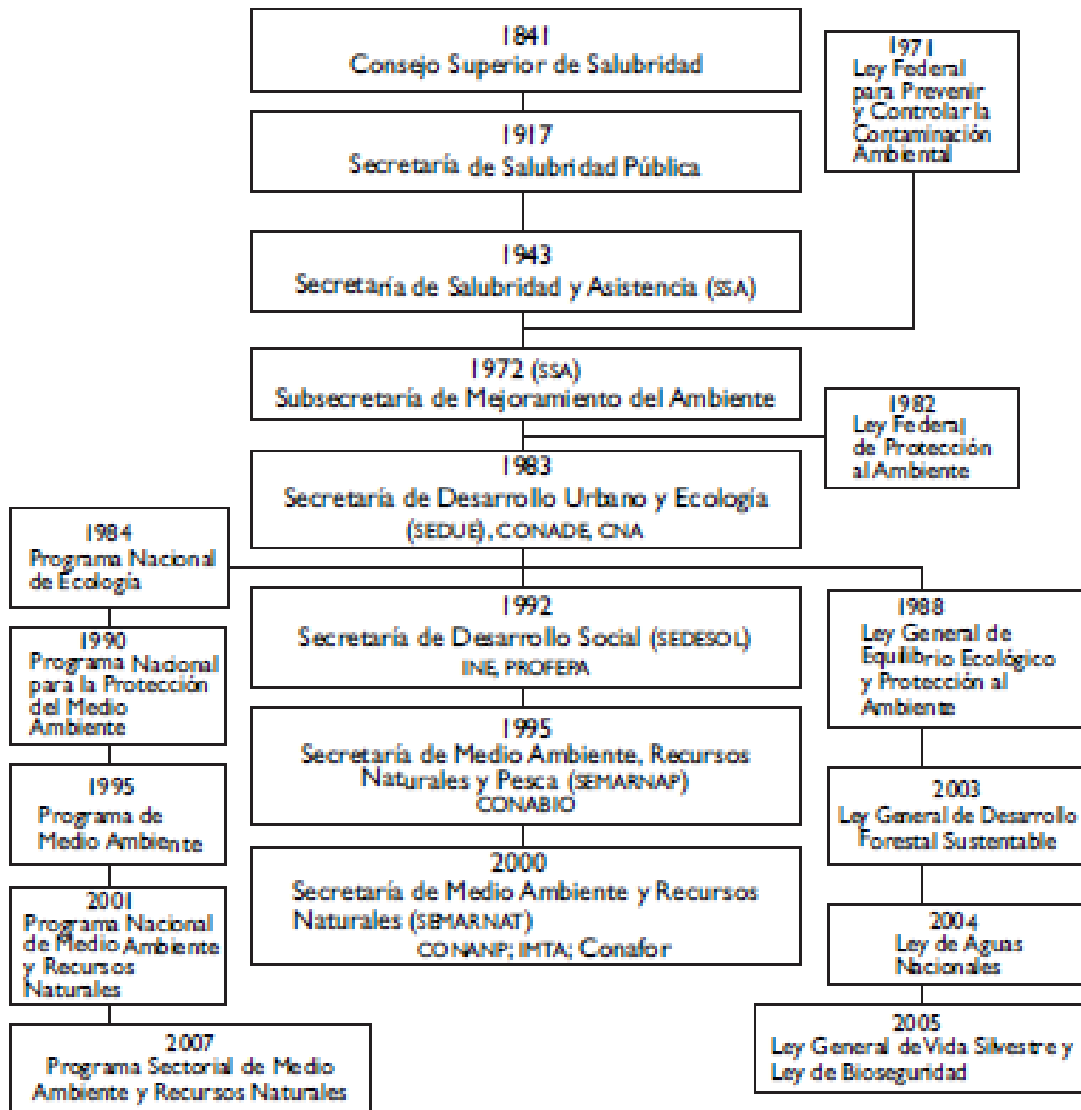 1841
Consejo Superior de Salubridad
1917
Secretaría de Salubridad Pública
1943
Secretaría de Salubridad y Asistencia (SSA)
1971
Ley Federal
para Prevenir
y Controlar la
Contaminación
Ambiental
1972 (SSA)
Subsecretaría de Mejoramiento del Ambiente
1982
Ley Federal
de Protección
al Ambiente
1983
Secretaría de Desarrollo Urbano y Ecología
(SEDUE), CONADE, CNA
1984
Programa Nacional
de Ecología
1990
Programa Nacional
para la Protección
del Medio
Ambiente
1995
Programa de
Medio Ambiente
2001
Programa Nacional
de Medio Ambiente
y Recursos
Naturales
2007
Programa Sectorial de Medio
Ambiente y Recursos Naturales
1992
Secretaría de Desarrollo Social (SEDESOL)
INE, PROFEPA
1995
Secretaría de Medio Ambiente, Recursos
Naturales y Pesca (SEMARNAP)
CONABIO
2000
Secretaría de Medio Ambiente y Recursos
Naturales (SEMARNAT)
CONANP; IMTA; Conafor
1988
Ley General de
Equilibrio Ecológico
y Protección al
Ambiente
2003
Ley General de Desarrollo
Forestal Sustentable
2004
Ley de Aguas
Nacionales
2005
Ley General de Vida Silvestre y
Ley de Bioseguridad